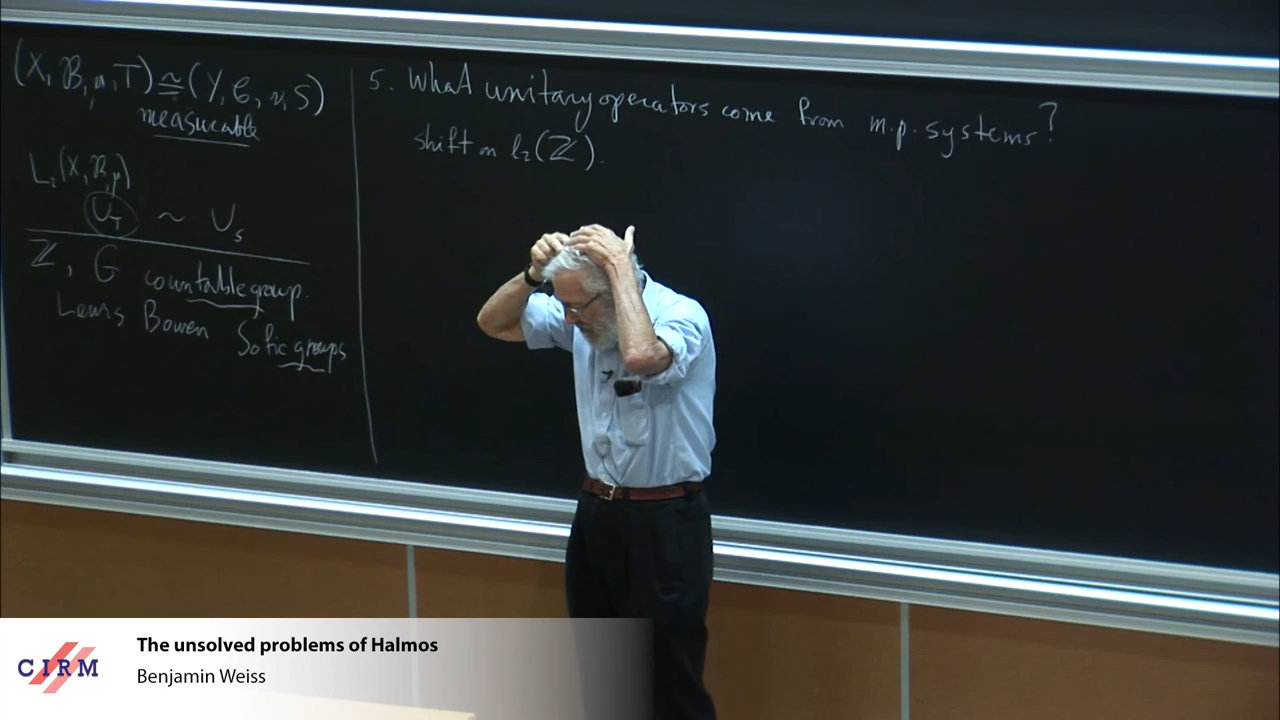 (X, ℬ, μ, T) ≅ (Y, 𝒞, ν, S)
measurable
L₂(X, ℬ, μ)
U_T ~ U_S
ℤ, G countable group.
Lewis Bowen Sofic groups
5. What unitary operators come from m.p. systems?
shift on l₂(ℤ).
CIRM
The unsolved problems of Halmos
Benjamin Weiss